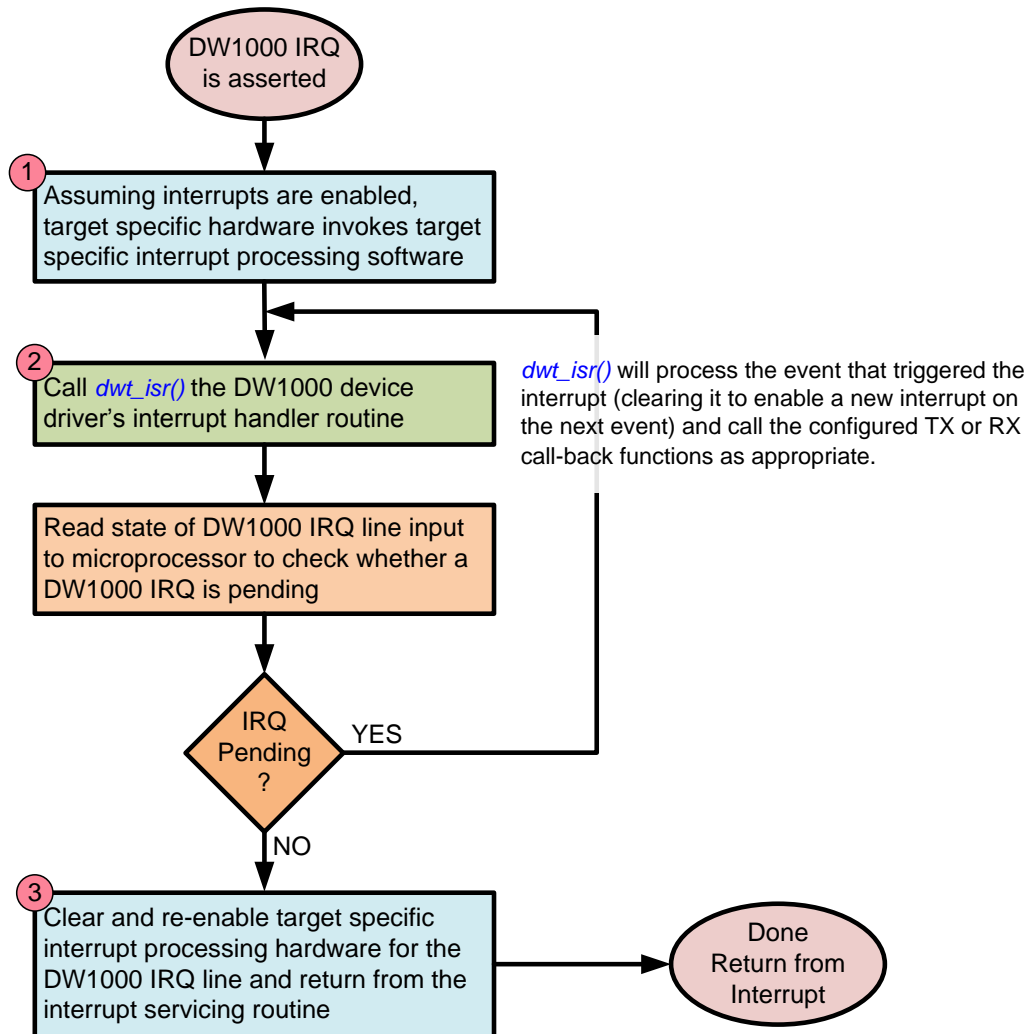 DW1000 IRQ
is asserted
1
Assuming interrupts are enabled,
target specific hardware invokes target
specific interrupt processing software
2
Call dwt_isr() the DW1000 device
driver's interrupt handler routine
dwt_isr() will process the event that triggered the
interrupt (clearing it to enable a new interrupt on
the next event) and call the configured TX or RX
call-back functions as appropriate.
Read state of DW1000 IRQ line input
to microprocessor to check whether a
DW1000 IRQ is pending
IRQ
Pending
?
YES
NO
3
Clear and re-enable target specific
interrupt processing hardware for the
DW1000 IRQ line and return from the
interrupt servicing routine
Done
Return from
Interrupt